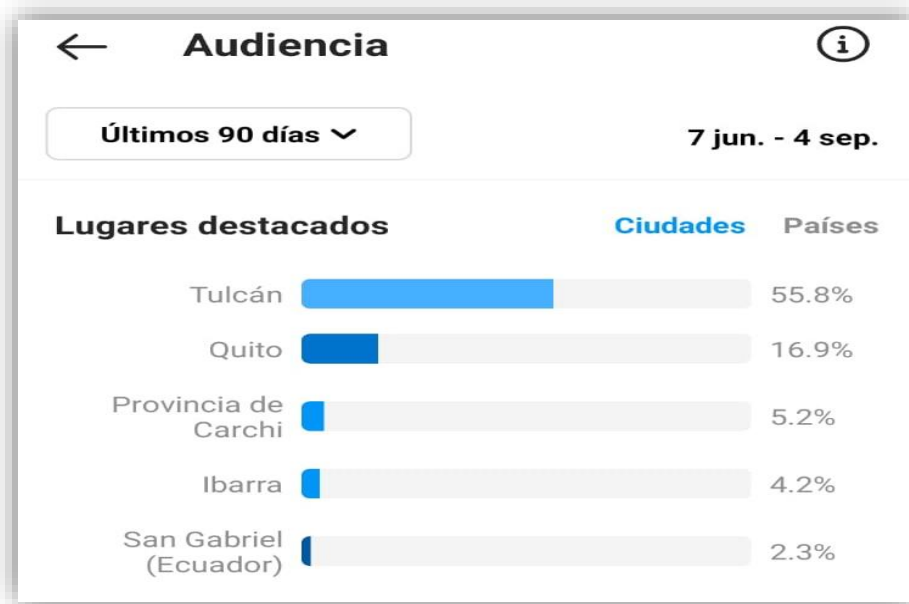 Audiencia
Últimos 90 días
7 jun. - 4 sep.
Lugares destacados
Ciudades
Países
Tulcán
55.8%
Quito
16.9%
Provincia de
Carchi
5.2%
Ibarra
4.2%
San Gabriel
(Ecuador)
2.3%